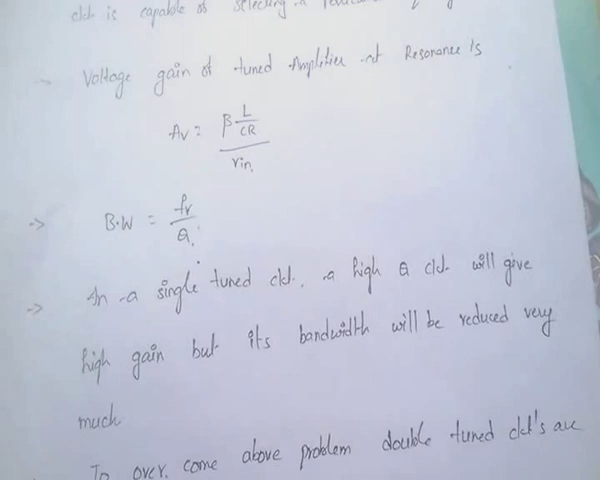 ckt is capable of selecting a
Voltage gain of tuned Amplifier at Resonance is
Av = β L/CR / rin
-> B.W = fr/Q
-> In a single tuned ckt. a high Q ckt will give
high gain but its bandwidth will be reduced very
much
To over come above problem double tuned ckt's are